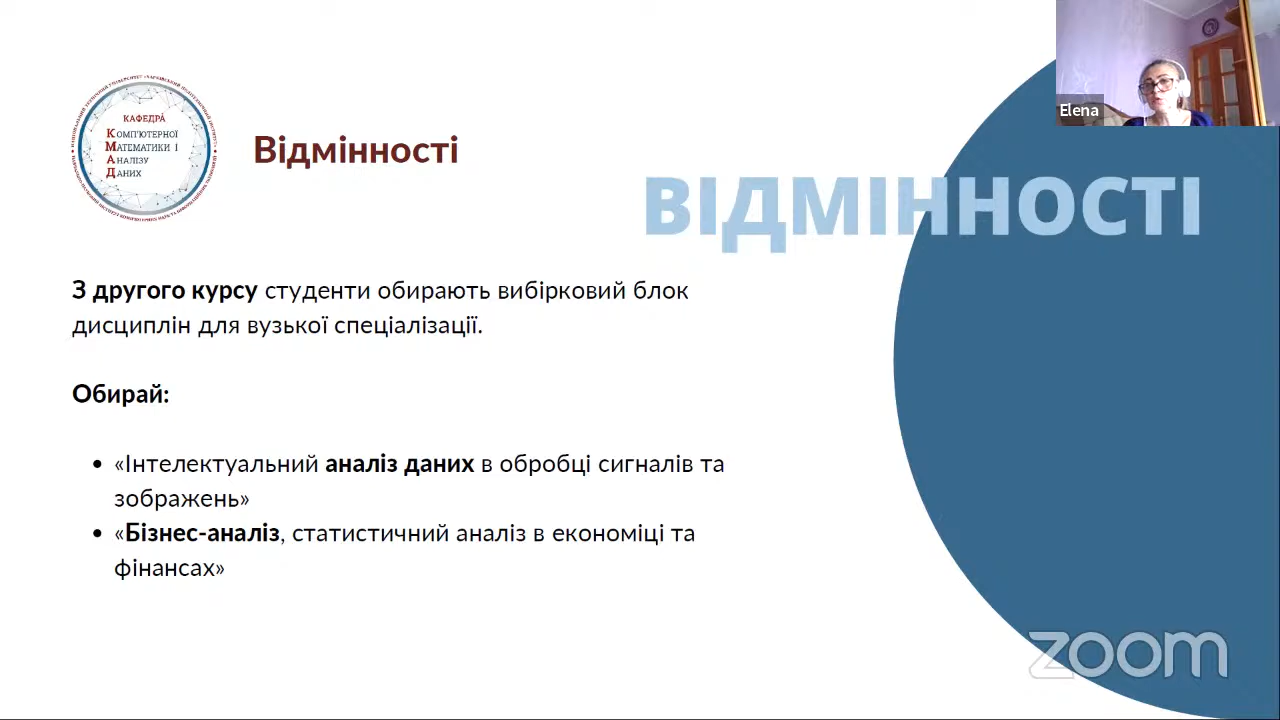 КАФЕДРА
КОМП'ЮТЕРНОЇ
МАТЕМАТИКИ І
АНАЛІЗУ
ДАНИХ
Відмінності
ВІДМІННОСТІ
Elena
З другого курсу студенти обирають вибірковий блок
дисциплін для вузької спеціалізації.
Обирай:
• «Інтелектуальний аналіз даних в обробці сигналів та
зображень»
• «Бізнес-аналіз, статистичний аналіз в економіці та
фінансах»
zoom